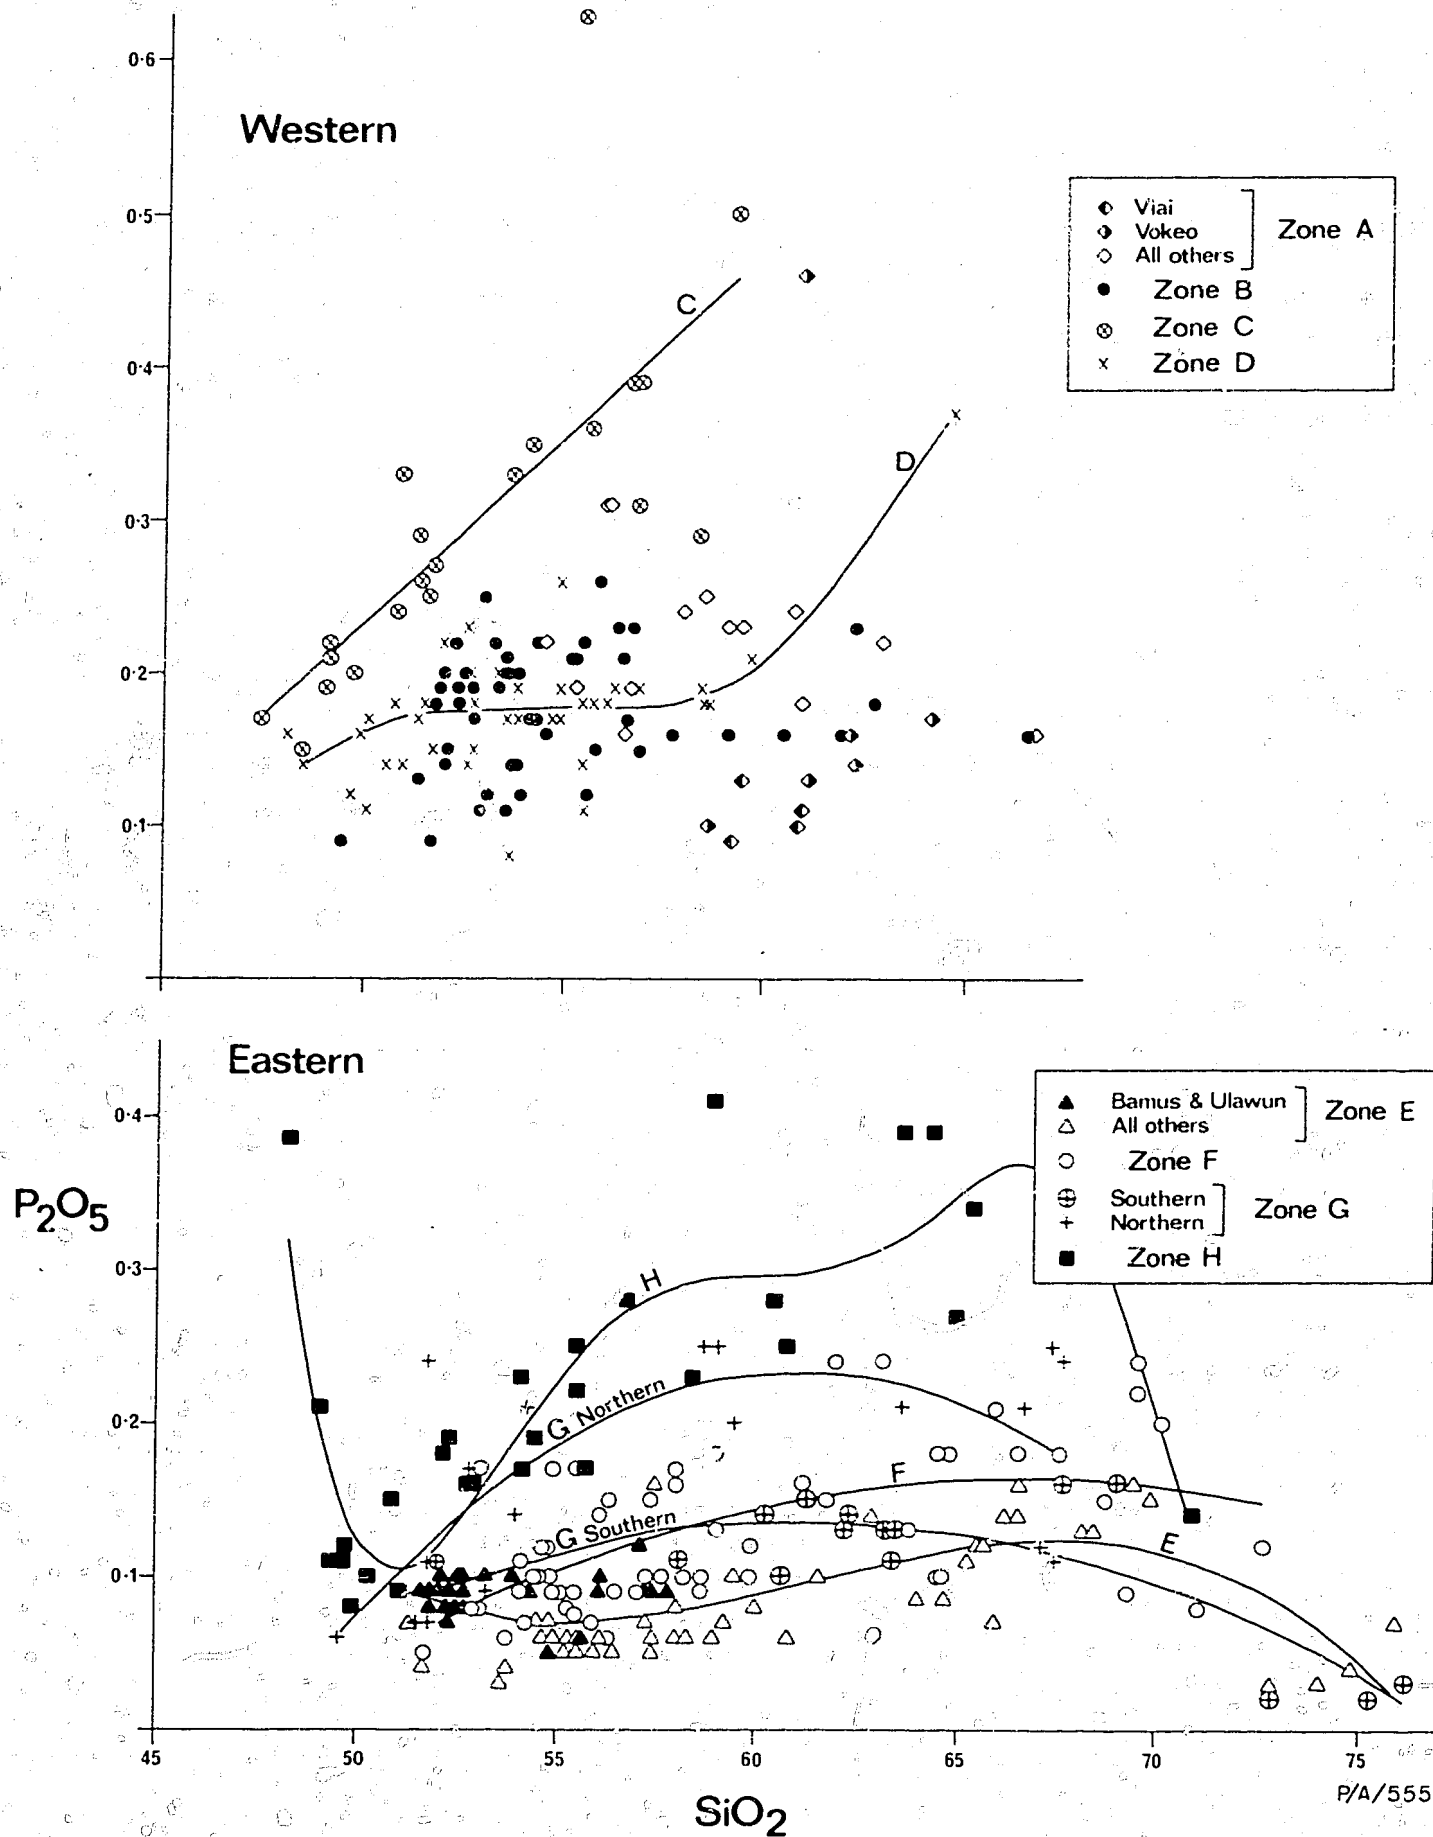 Western
0·6
0·5
0·4
0·3
0·2
0·1
C
D
Viai
Vokeo
All others
Zone A
Zone B
Zone C
Zone D
Eastern
P2O5
0·4
0·3
0·2
0·1
H
G Northern
F
G Southern
E
Bamus & Ulawun
All others
Zone E
Zone F
Southern
Northern
Zone G
Zone H
45 50 55 60 65 70 75
SiO2
P/A/555